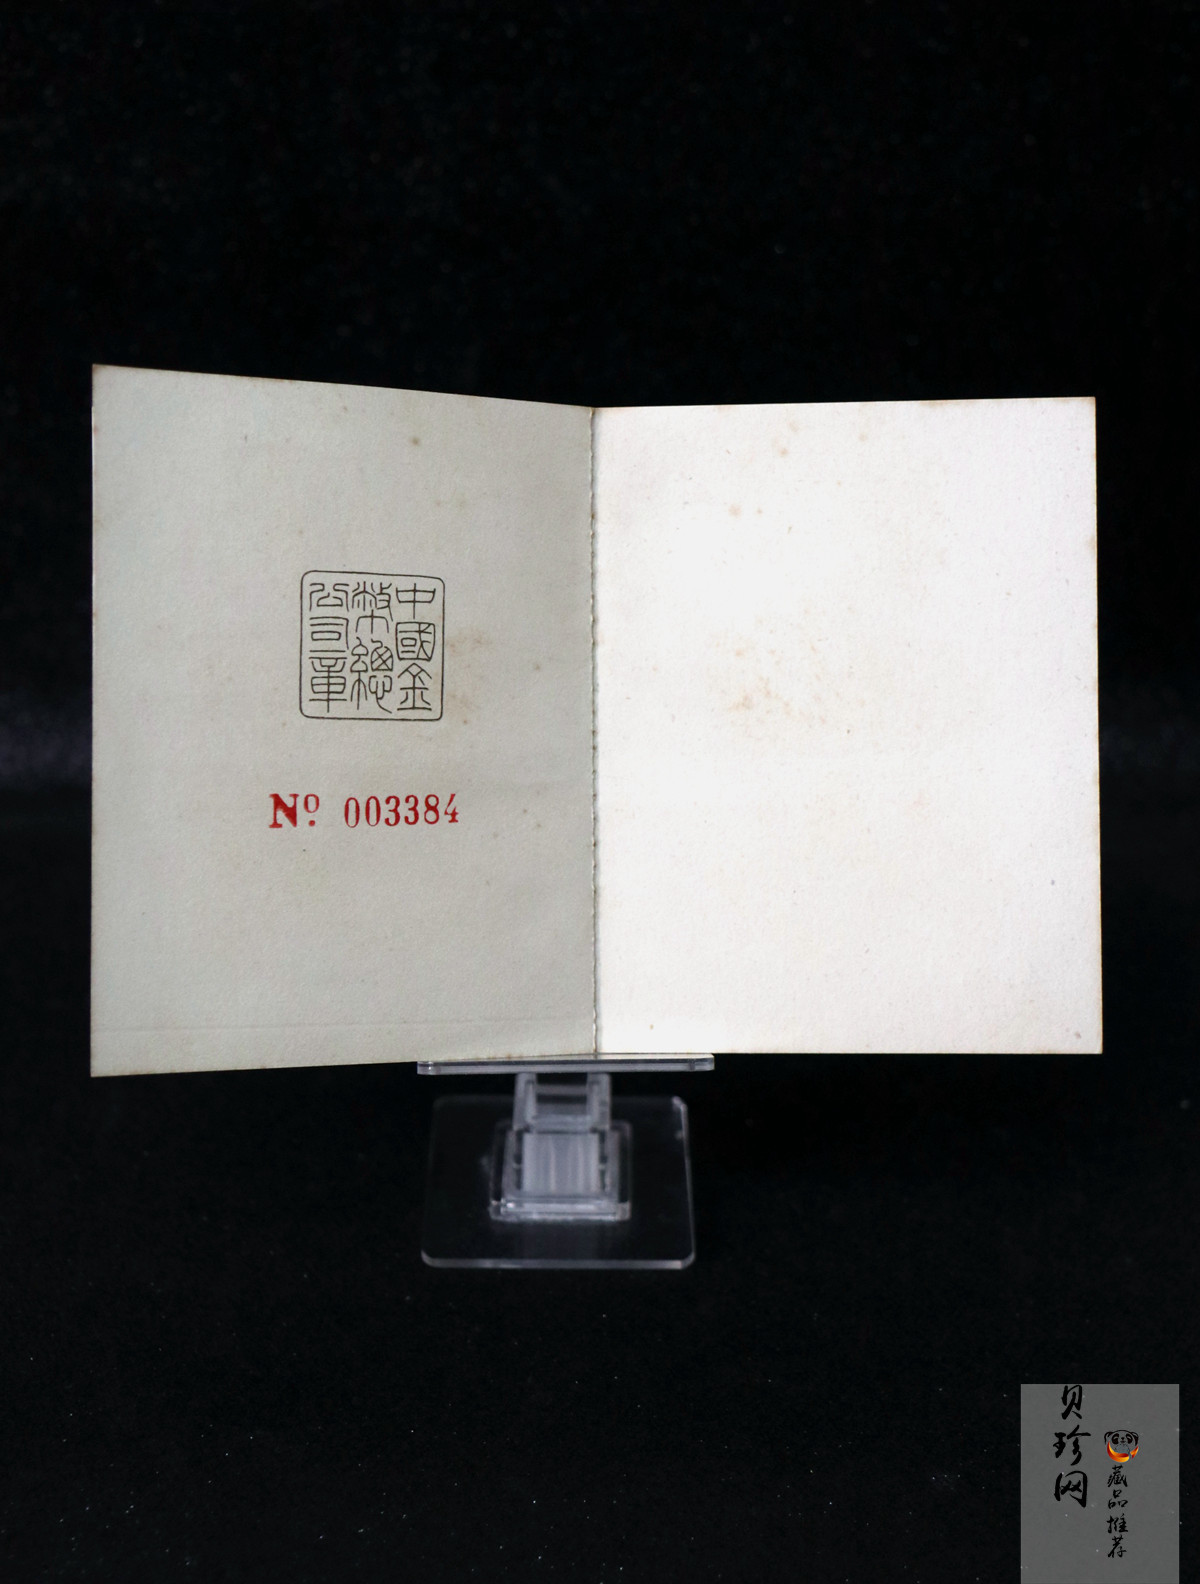 中國金
幣總
公司章
Nº 003384
贝珍网
藏品推荐